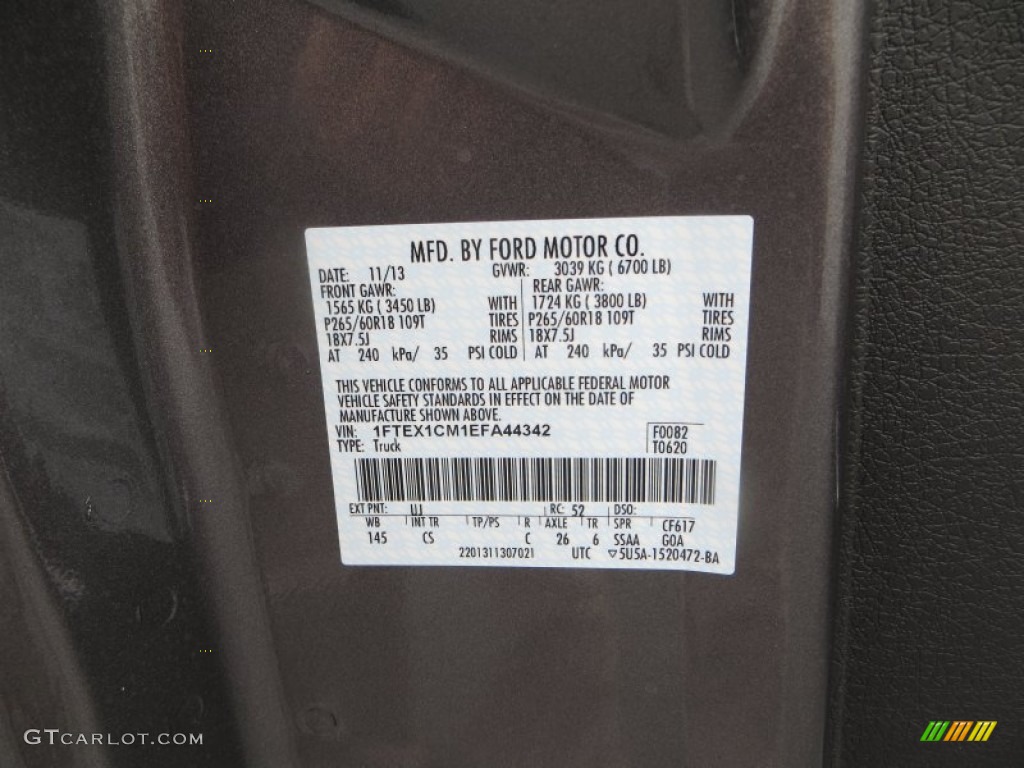 MFD. BY FORD MOTOR CO.
DATE: 11/13 GVWR: 3039 KG ( 6700 LB)
FRONT GAWR: REAR GAWR:
1565 KG ( 3450 LB) WITH 1724 KG ( 3800 LB) WITH
P265/60R18 109T TIRES P265/60R18 109T TIRES
18X7.5J RIMS 18X7.5J RIMS
AT 240 kPa/ 35 PSI COLD AT 240 kPa/ 35 PSI COLD
THIS VEHICLE CONFORMS TO ALL APPLICABLE FEDERAL MOTOR
VEHICLE SAFETY STANDARDS IN EFFECT ON THE DATE OF
MANUFACTURE SHOWN ABOVE.
VIN: 1FTEX1CM1EFA44342 F0082
TYPE: Truck T0620
EXT PNT: UJ RC: 52 DSO:
WB INT TR TP/PS R AXLE TR SPR CF617
145 CS C 26 6 SSAA GOA
2201311307021 UTC ▽5U5A-1520472-BA
GTCARLOT.COM